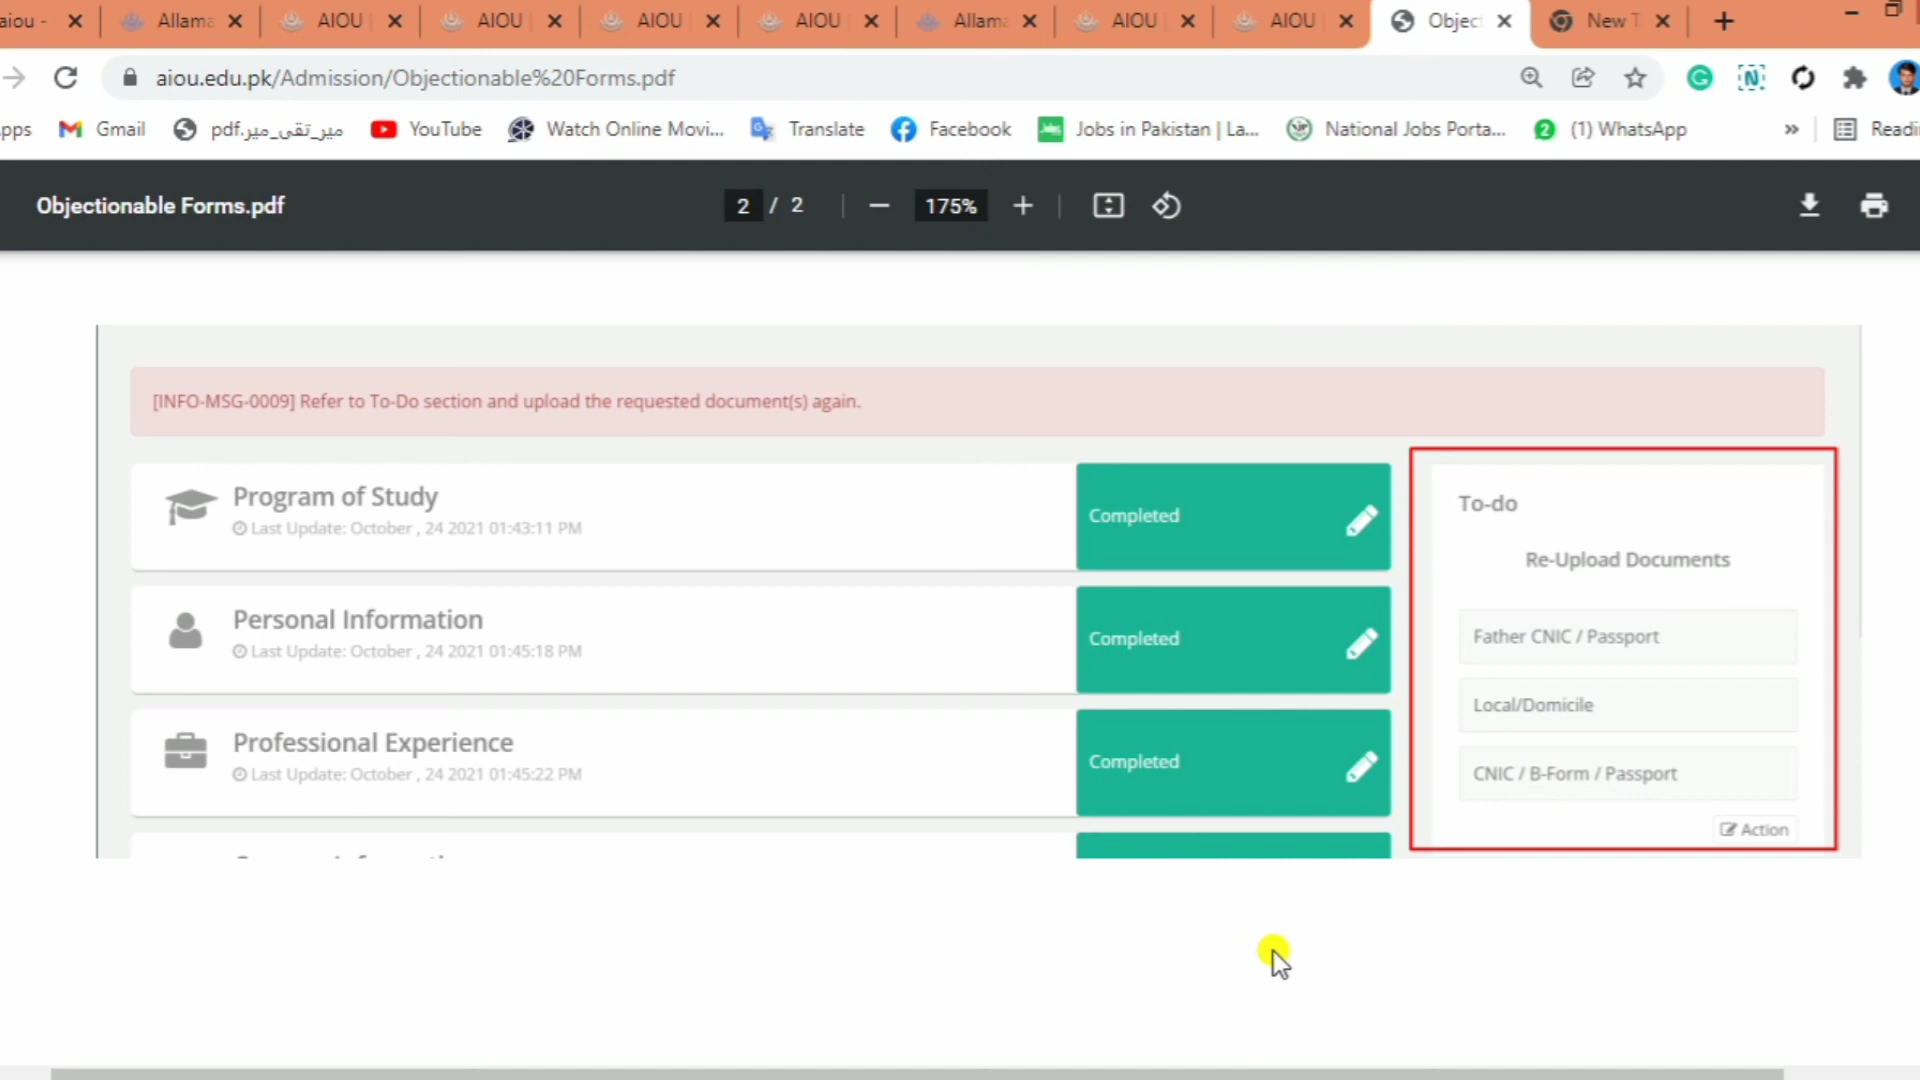 aiou -
Allama
AIOU
AIOU
AIOU
AIOU
Allama
AIOU
AIOU
Objec
New T
aiou.edu.pk/Admission/Objectionable%20Forms.pdf
pps
Gmail
میر_تقی_میر.pdf
YouTube
Watch Online Movi...
Translate
Facebook
Jobs in Pakistan | La...
National Jobs Porta...
2 (1) WhatsApp
»
Readi
Objectionable Forms.pdf
2 / 2
175%
[INFO-MSG-0009] Refer to To-Do section and upload the requested document(s) again.
Program of Study
Last Update: October , 24 2021 01:43:11 PM
Completed
Personal Information
Last Update: October , 24 2021 01:45:18 PM
Completed
Professional Experience
Last Update: October , 24 2021 01:45:22 PM
Completed
To-do
Re-Upload Documents
Father CNIC / Passport
Local/Domicile
CNIC / B-Form / Passport
Action